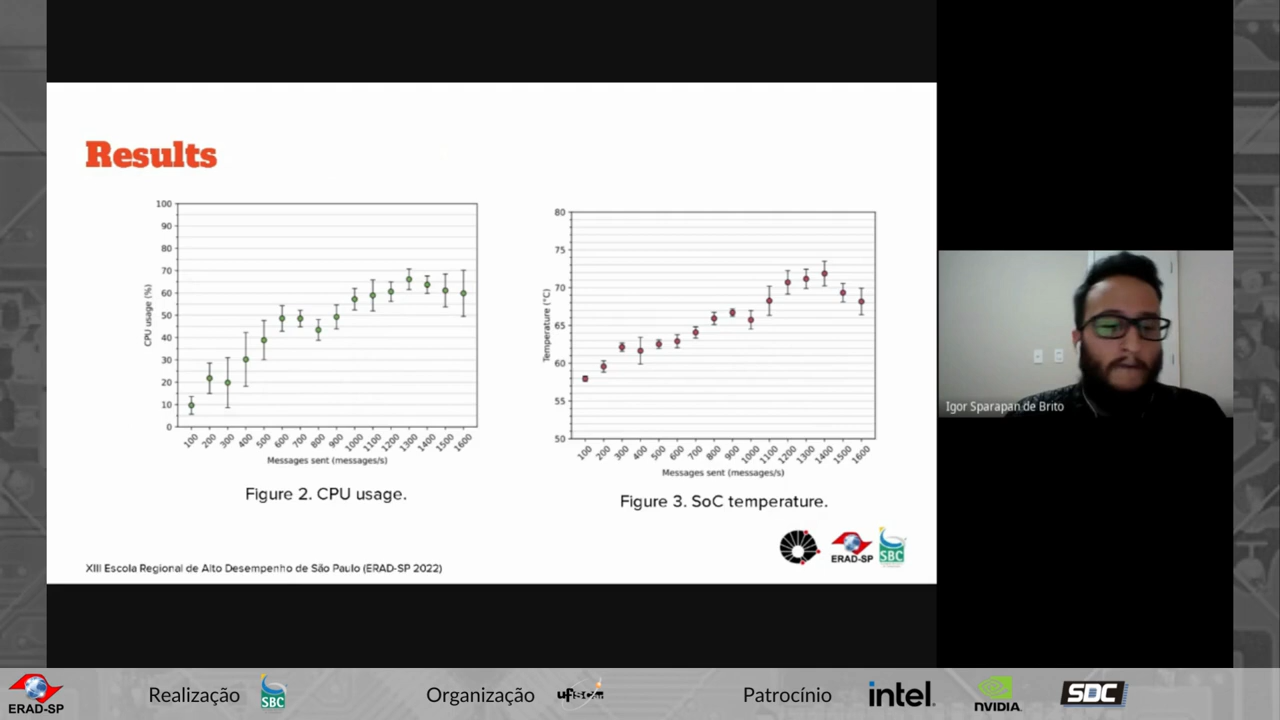 Results
100
90
80
70
60
50
40
30
20
10
0
CPU usage (%)
100 200 300 400 500 600 700 800 900 1000 1100 1200 1300 1400 1500 1600
Messages sent (messages/s)
Figure 2. CPU usage.
80
75
70
65
60
55
50
Temperature (°C)
100 200 300 400 500 600 700 800 900 1000 1100 1200 1300 1400 1500 1600
Messages sent (messages/s)
Figure 3. SoC temperature.
ERAD-SP
SBC
XIII Escola Regional de Alto Desempenho de São Paulo (ERAD-SP 2022)
Igor Sparapan de Brito
ERAD-SP
Realização
SBC
Organização
ufscar
Patrocínio
intel.
NVIDIA.
SDC